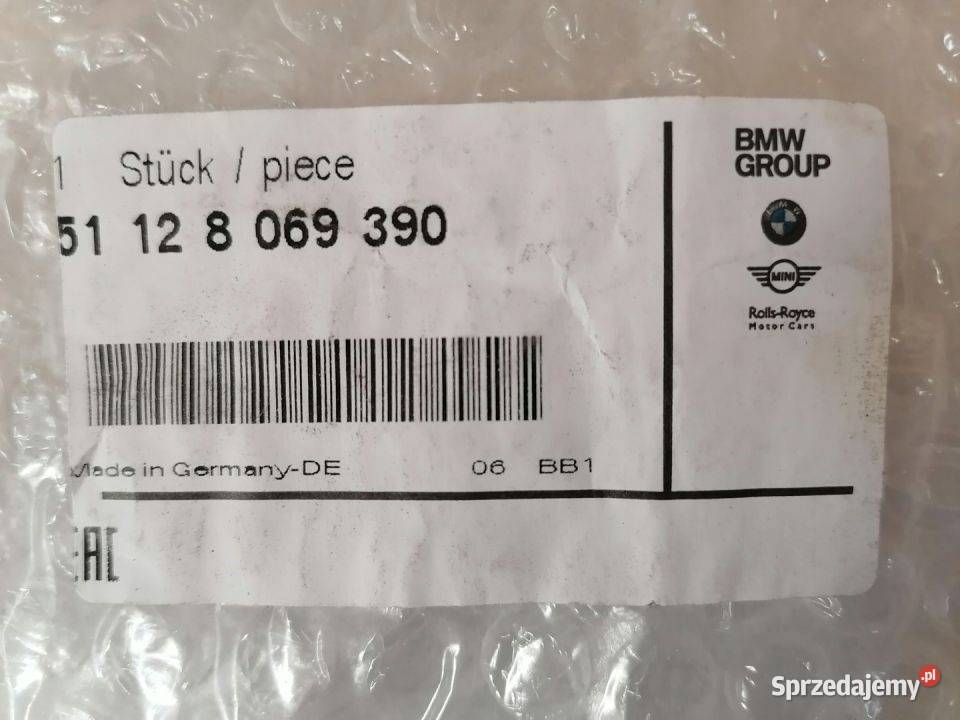 1 Stück / piece
51 12 8 069 390
Made in Germany-DE 06 BB1
EAC
BMW
GROUP
MINI
Rolls-Royce
Motor Cars
Sprzedajemy.pl